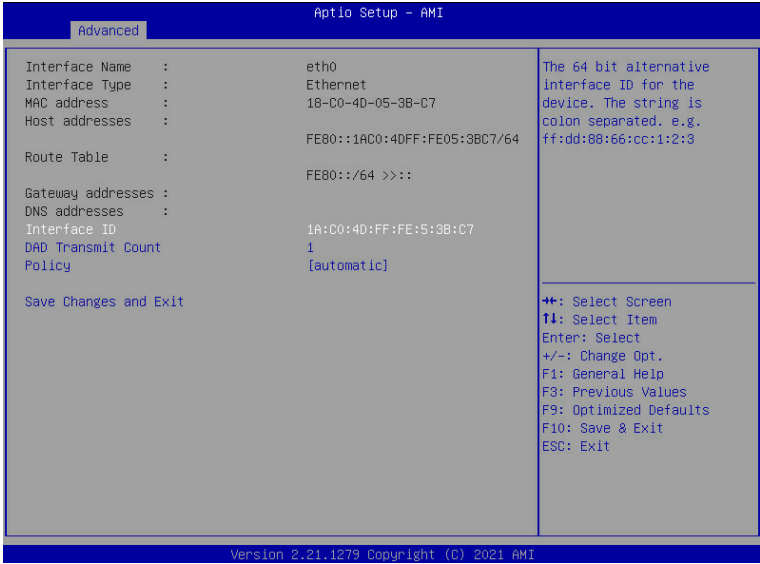 Aptio Setup – AMI
Advanced
Interface Name : eth0
Interface Type : Ethernet
MAC address : 18-C0-4D-05-3B-C7
Host addresses :
FE80::1AC0:4DFF:FE05:3BC7/64
Route Table :
FE80::/64 >>::
Gateway addresses :
DNS addresses :
Interface ID 1A:C0:4D:FF:FE:5:3B:C7
DAD Transmit Count 1
Policy [automatic]
Save Changes and Exit
The 64 bit alternative
interface ID for the
device. The string is
colon separated. e.g.
ff:dd:88:66:cc:1:2:3
→←: Select Screen
↑↓: Select Item
Enter: Select
+/-: Change Opt.
F1: General Help
F3: Previous Values
F9: Optimized Defaults
F10: Save & Exit
ESC: Exit
Version 2.21.1279 Copyright (C) 2021 AMI